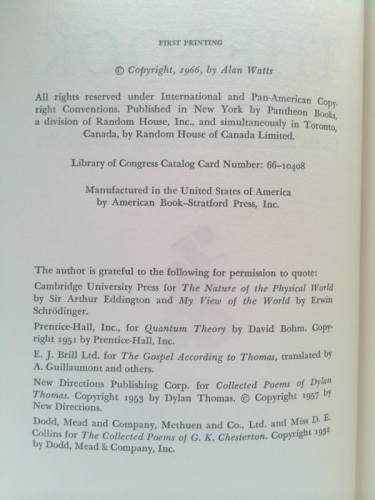 FIRST PRINTING
© Copyright, 1966, by Alan Watts
All rights reserved under International and Pan-American Copy-
right Conventions. Published in New York by Pantheon Books,
a division of Random House, Inc., and simultaneously in Toronto,
Canada, by Random House of Canada Limited.
Library of Congress Catalog Card Number: 66-10408
Manufactured in the United States of America
by American Book–Stratford Press, Inc.
The author is grateful to the following for permission to quote:
Cambridge University Press for The Nature of the Physical World
by Sir Arthur Eddington and My View of the World by Erwin
Schrödinger.
Prentice-Hall, Inc., for Quantum Theory by David Bohm. Copy-
right 1951 by Prentice-Hall, Inc.
E. J. Brill Ltd. for The Gospel According to Thomas, translated by
A. Guillaumont and others.
New Directions Publishing Corp. for Collected Poems of Dylan
Thomas. Copyright 1953 by Dylan Thomas. © Copyright 1957 by
New Directions.
Dodd, Mead and Company, Methuen and Co., Ltd. and Miss D. E.
Collins for The Collected Poems of G. K. Chesterton. Copyright 1932
by Dodd, Mead & Company, Inc.